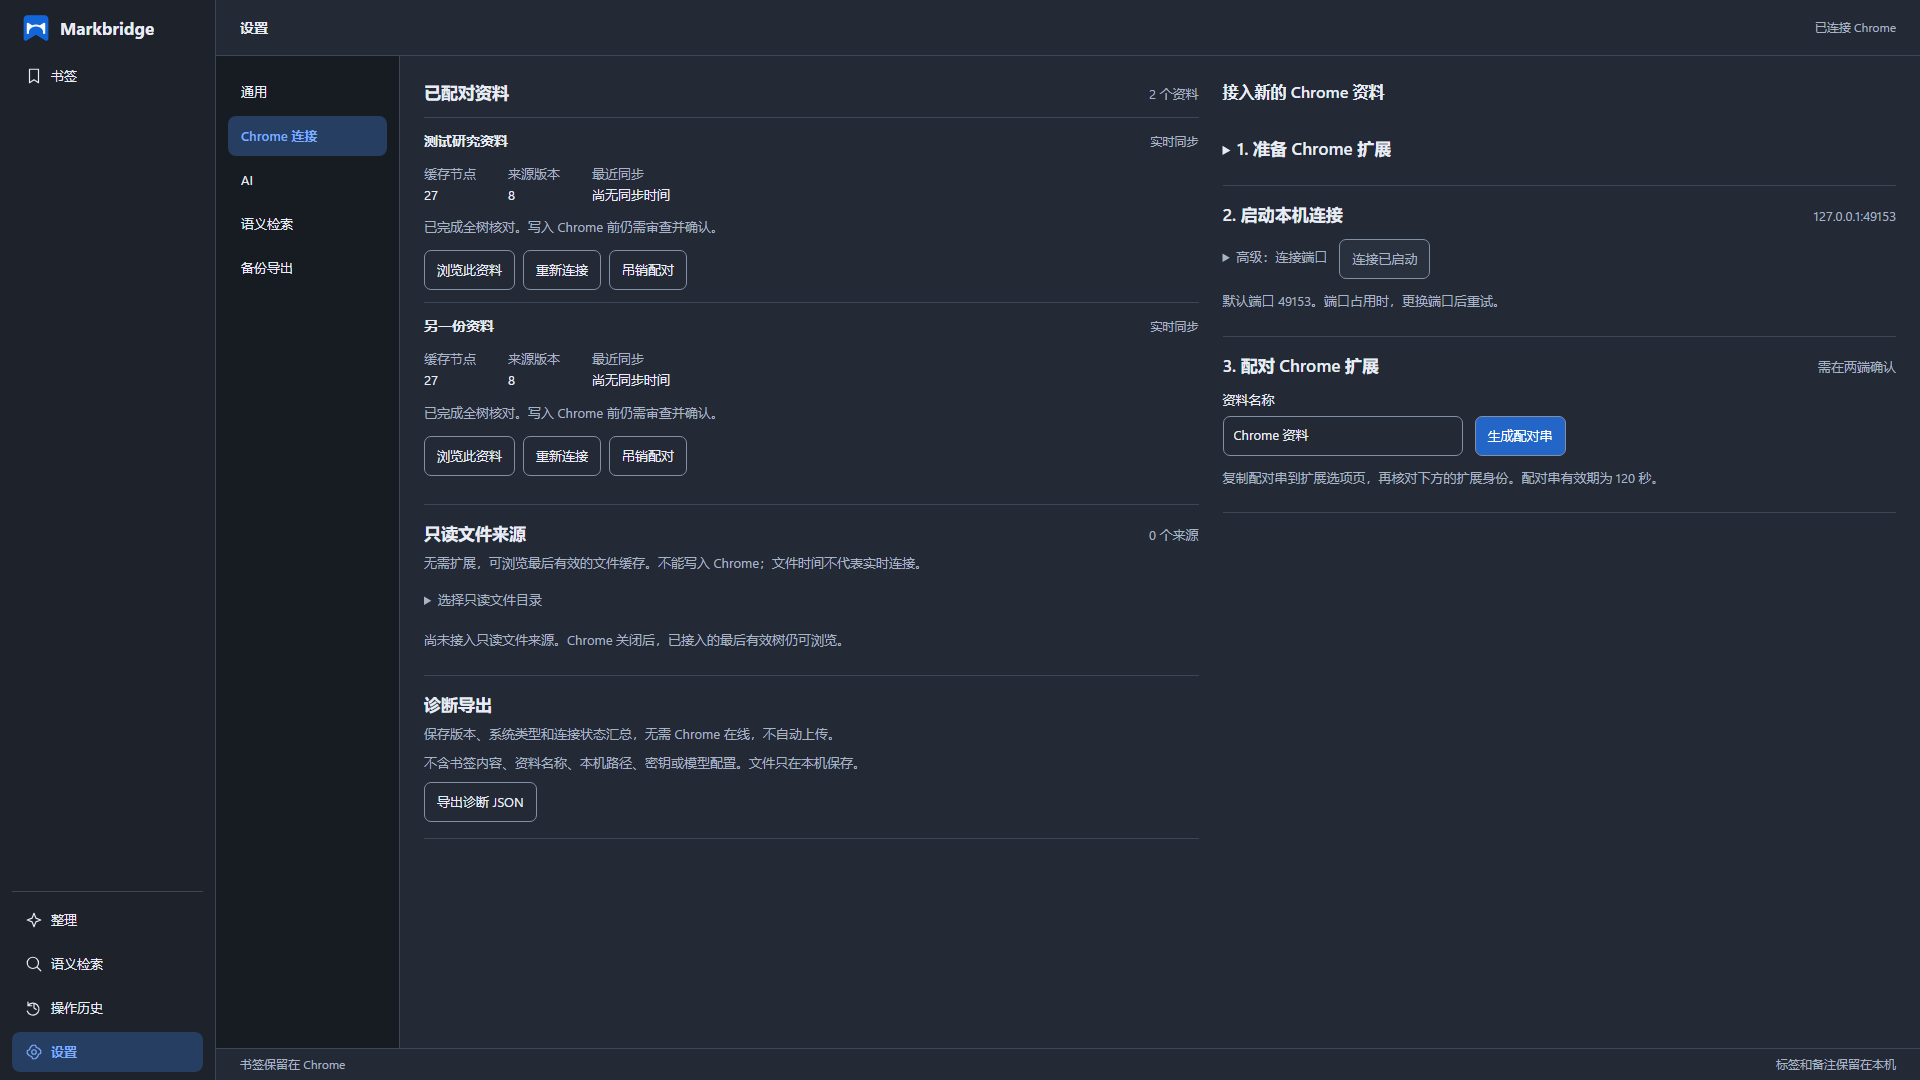 Markbridge
书签
整理
语义检索
操作历史
设置
设置
已连接 Chrome
通用
Chrome 连接
AI
语义检索
备份导出
已配对资料
2 个资料
测试研究资料
实时同步
缓存节点 来源版本 最近同步
27 8 尚无同步时间
已完成全树核对。写入 Chrome 前仍需审查并确认。
浏览此资料 重新连接 吊销配对
另一份资料
实时同步
缓存节点 来源版本 最近同步
27 8 尚无同步时间
已完成全树核对。写入 Chrome 前仍需审查并确认。
浏览此资料 重新连接 吊销配对
只读文件来源
0 个来源
无需扩展，可浏览最后有效的文件缓存。不能写入 Chrome；文件时间不代表实时连接。
选择只读文件目录
尚未接入只读文件来源。Chrome 关闭后，已接入的最后有效树仍可浏览。
诊断导出
保存版本、系统类型和连接状态汇总，无需 Chrome 在线，不自动上传。
不含书签内容、资料名称、本机路径、密钥或模型配置。文件只在本机保存。
导出诊断 JSON
接入新的 Chrome 资料
1. 准备 Chrome 扩展
2. 启动本机连接
127.0.0.1:49153
高级：连接端口 连接已启动
默认端口 49153。端口占用时，更换端口后重试。
3. 配对 Chrome 扩展
需在两端确认
资料名称
Chrome 资料 生成配对串
复制配对串到扩展选项页，再核对下方的扩展身份。配对串有效期为 120 秒。
书签保留在 Chrome
标签和备注保留在本机